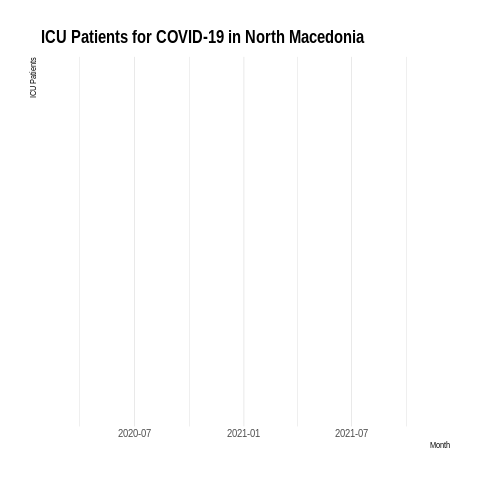 ICU Patients for COVID-19 in North Macedonia
ICU Patients
2020-07 2021-01 2021-07
Month